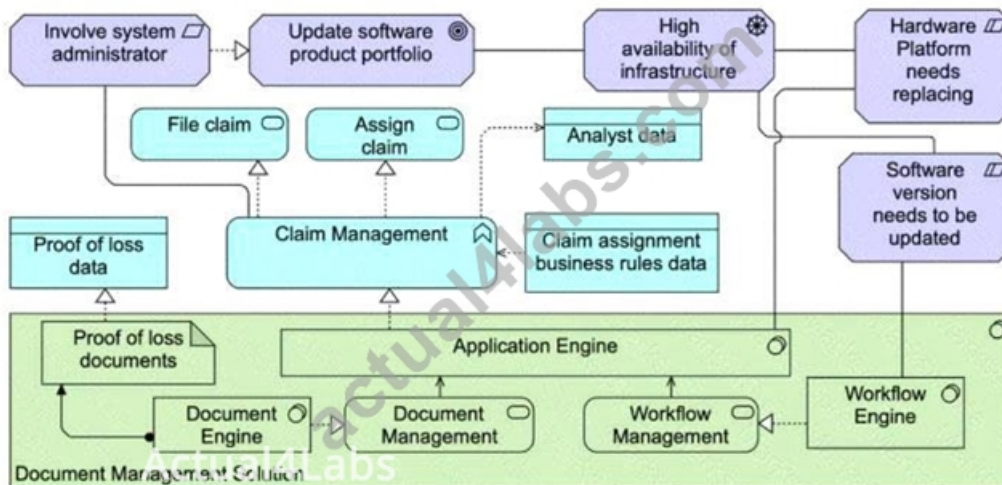 Involve system
administrator
Update software
product portfolio
High
availability of
infrastructure
Hardware
Platform
needs
replacing
File claim
Assign
claim
Analyst data
Software
version
needs to be
updated
Proof of loss
data
Claim Management
Claim assignment
business rules data
Proof of loss
documents
Application Engine
Document
Engine
Document
Management
Workflow
Management
Workflow
Engine
Document Management Solution
actual4labs.com
Actual4Labs